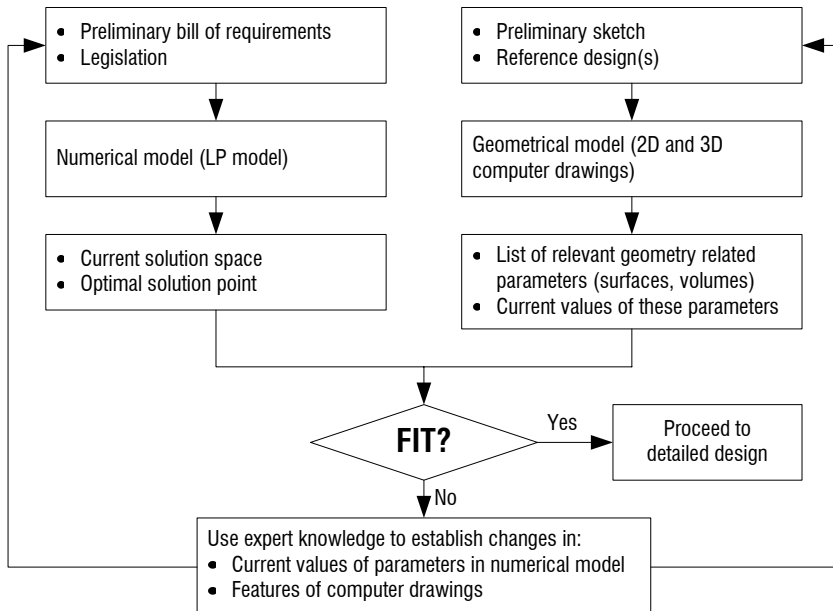 • Preliminary bill of requirements
• Legislation
• Preliminary sketch
• Reference design(s)
Numerical model (LP model)
Geometrical model (2D and 3D
computer drawings)
• Current solution space
• Optimal solution point
• List of relevant geometry related
parameters (surfaces, volumes)
• Current values of these parameters
FIT?
Yes
Proceed to
detailed design
No
Use expert knowledge to establish changes in:
• Current values of parameters in numerical model
• Features of computer drawings